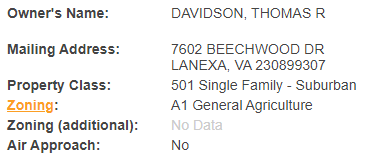 Owner's Name: DAVIDSON, THOMAS R
Mailing Address: 7602 BEECHWOOD DR
LANEXA, VA 230899307
Property Class: 501 Single Family - Suburban
Zoning: A1 General Agriculture
Zoning (additional): No Data
Air Approach: No